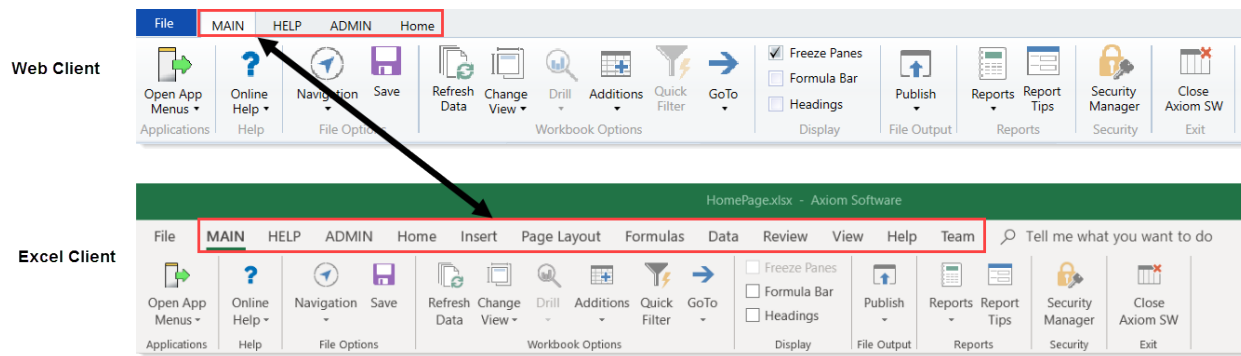 File MAIN HELP ADMIN Home
Web Client
Freeze Panes
Formula Bar
Headings
Open App Online Navigation Save Refresh Change Drill Additions Quick GoTo Publish Reports Report Security Close
Menus Help Data View Filter Tips Manager Axiom SW
Applications Help File Options Workbook Options Display File Output Reports Security Exit
HomePage.xlsx - Axiom Software
File MAIN HELP ADMIN Home Insert Page Layout Formulas Data Review View Help Team Tell me what you want to do
Excel Client
Freeze Panes
Formula Bar
Headings
Open App Online Navigation Save Refresh Change Drill Additions Quick GoTo Publish Reports Report Security Close
Menus Help Data View Filter Tips Manager Axiom SW
Applications Help File Options Workbook Options Display File Output Reports Security Exit